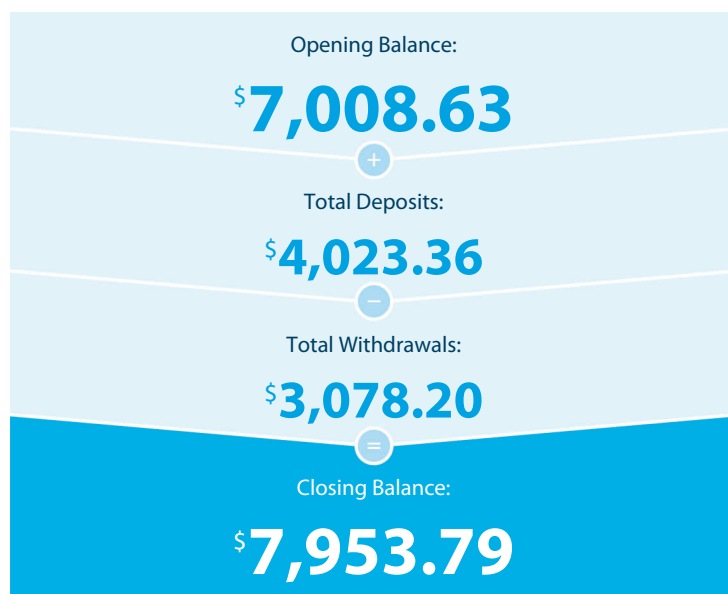 Opening Balance:
$7,008.63
+
Total Deposits:
$4,023.36
−
Total Withdrawals:
$3,078.20
=
Closing Balance:
$7,953.79